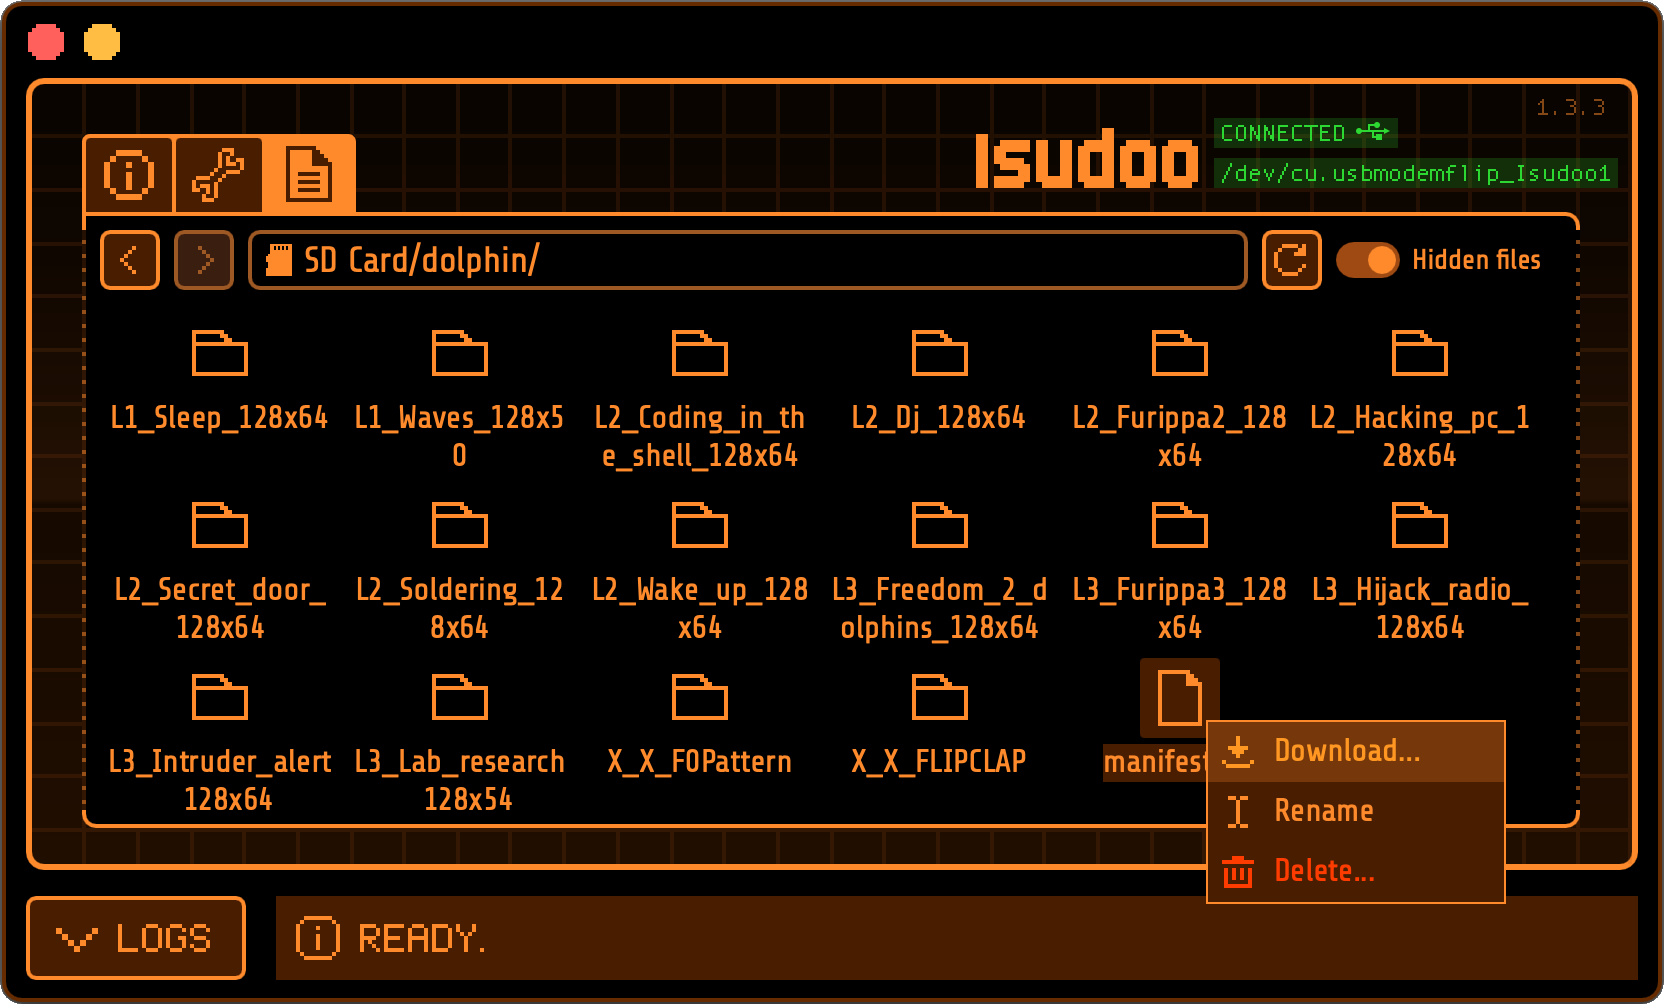 1.3.3
Isudoo
CONNECTED
/dev/cu.usbmodemflip_Isudoo1
SD Card/dolphin/
Hidden files
L1_Sleep_128x64
L1_Waves_128x5
0
L2_Coding_in_th
e_shell_128x64
L2_Dj_128x64
L2_Furippa2_128
x64
L2_Hacking_pc_1
28x64
L2_Secret_door_
128x64
L2_Soldering_12
8x64
L2_Wake_up_128
x64
L3_Freedom_2_d
olphins_128x64
L3_Furippa3_128
x64
L3_Hijack_radio_
128x64
L3_Intruder_alert
128x64
L3_Lab_research
128x54
X_X_FOPattern
X_X_FLIPCLAP
manifest
Download...
Rename
Delete...
LOGS
READY.